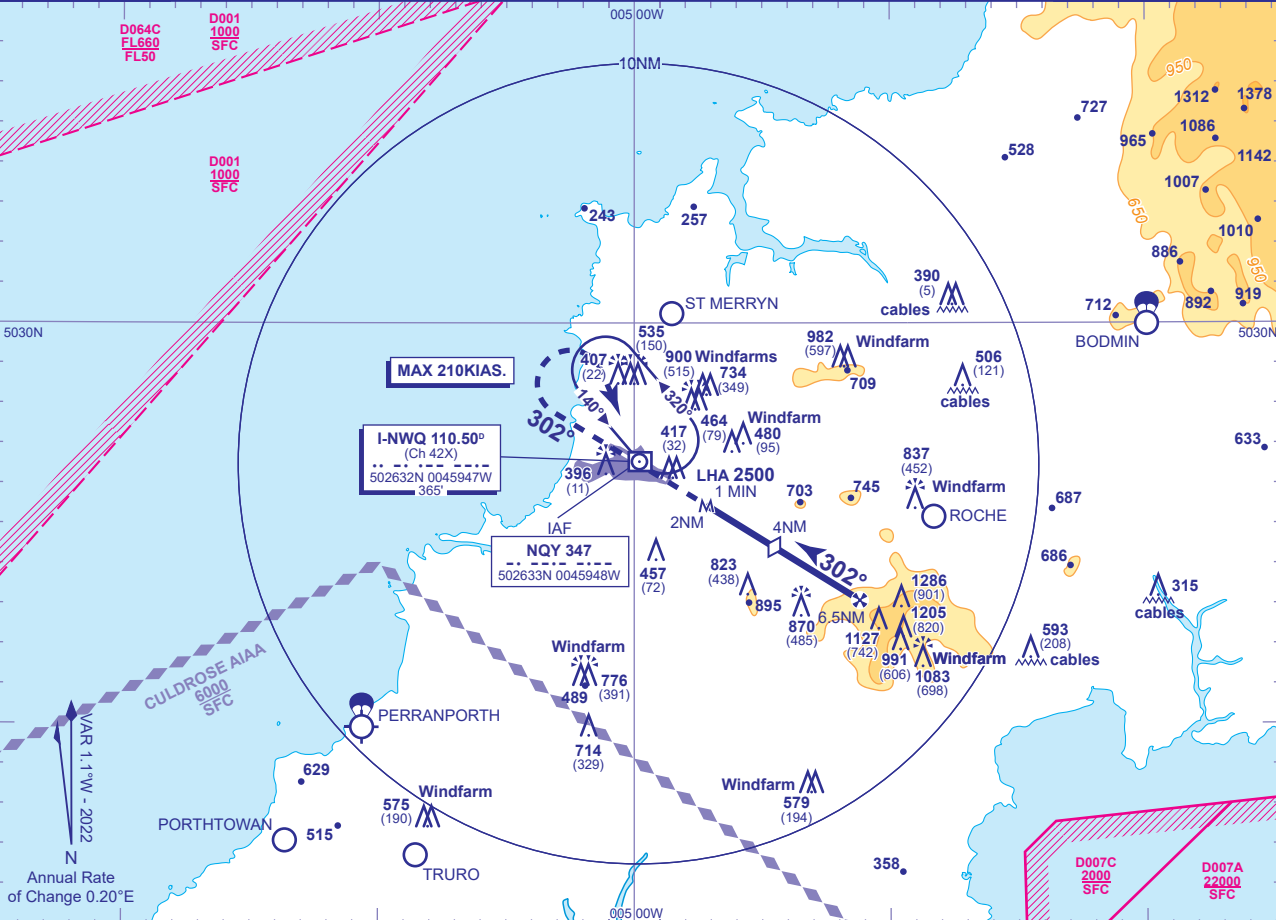 005 00W
D064C
FL660
FL50
D001
1000
SFC
10NM
950
1312
1378
727
965
1086
528
1142
D001
1000
SFC
1007
650
243
257
1010
886
950
390
(5)
cables
892
919
712
ST MERRYN
5030N
BODMIN
5030N
535
(150)
407
(22)
900
(515)
Windfarms
734
(349)
982
(597)
Windfarm
709
506
(121)
cables
MAX 210KIAS.
140°
320°
302°
464
(79)
Windfarm
480
(95)
417
(32)
I-NWQ 110.50D
(Ch 42X)
502632N 0045947W
365'
396
(11)
LHA 2500
1 MIN
837
(452)
Windfarm
633
703
745
687
ROCHE
2NM
4NM
IAF
NQY 347
502633N 0045948W
457
(72)
302°
823
(438)
895
686
1286
(901)
315
cables
870
(485)
6.5NM
1205
(820)
1127
(742)
991
(606)
Windfarm
1083
(698)
593
(208)
cables
CULDROSE AIAA
6000
SFC
Windfarm
489
776
(391)
PERRANPORTH
714
(329)
VAR 1.1°W - 2022
N
Annual Rate
of Change 0.20°E
629
515
PORTHTOWAN
Windfarm
575
(190)
TRURO
Windfarm
579
(194)
358
D007C
2000
SFC
D007A
22000
SFC
005 00W